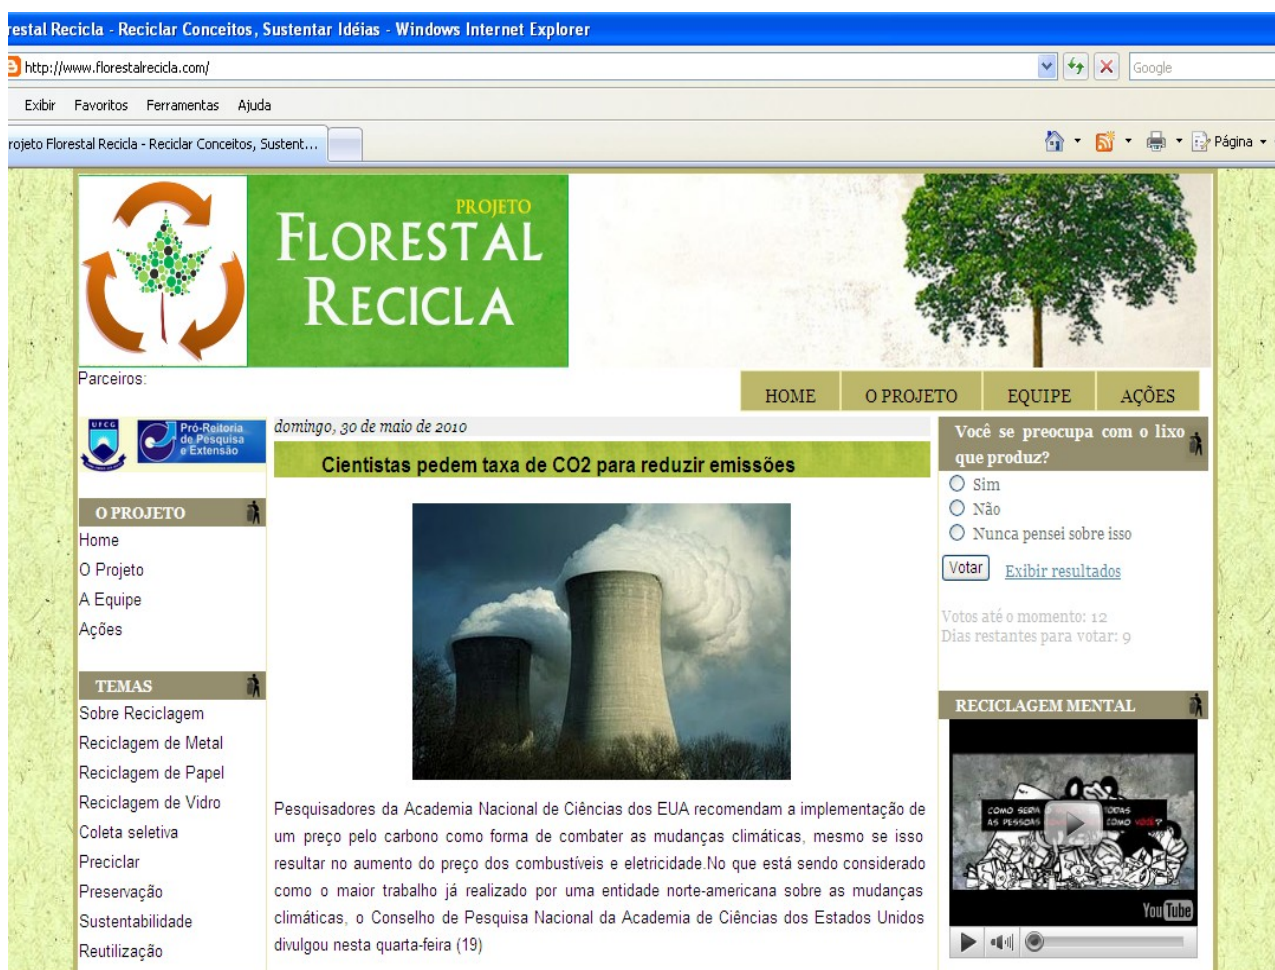 restal Recicla - Reciclar Conceitos, Sustentar Idéias - Windows Internet Explorer
http://www.florestalrecicla.com/
Google
Exibir Favoritos Ferramentas Ajuda
rojeto Florestal Recicla - Reciclar Conceitos, Sustent...
Página
PROJETO
FLORESTAL
RECICLA
Parceiros:
HOME O PROJETO EQUIPE AÇÕES
UFCG
Pró-Reitoria
de Pesquisa
e Extensão
O PROJETO
Home
O Projeto
A Equipe
Ações
TEMAS
Sobre Reciclagem
Reciclagem de Metal
Reciclagem de Papel
Reciclagem de Vidro
Coleta seletiva
Preciclar
Preservação
Sustentabilidade
Reutilização
domingo, 30 de maio de 2010
Cientistas pedem taxa de CO2 para reduzir emissões
Pesquisadores da Academia Nacional de Ciências dos EUA recomendam a implementação de
um preço pelo carbono como forma de combater as mudanças climáticas, mesmo se isso
resultar no aumento do preço dos combustíveis e eletricidade.No que está sendo considerado
como o maior trabalho já realizado por uma entidade norte-americana sobre as mudanças
climáticas, o Conselho de Pesquisa Nacional da Academia de Ciências dos Estados Unidos
divulgou nesta quarta-feira (19)
Você se preocupa com o lixo
que produz?
Sim
Não
Nunca pensei sobre isso
Votar Exibir resultados
Votos até o momento: 12
Dias restantes para votar: 9
RECICLAGEM MENTAL
COMO SERIA TODAS
AS PESSOAS COMO VOCÊ?
YouTube